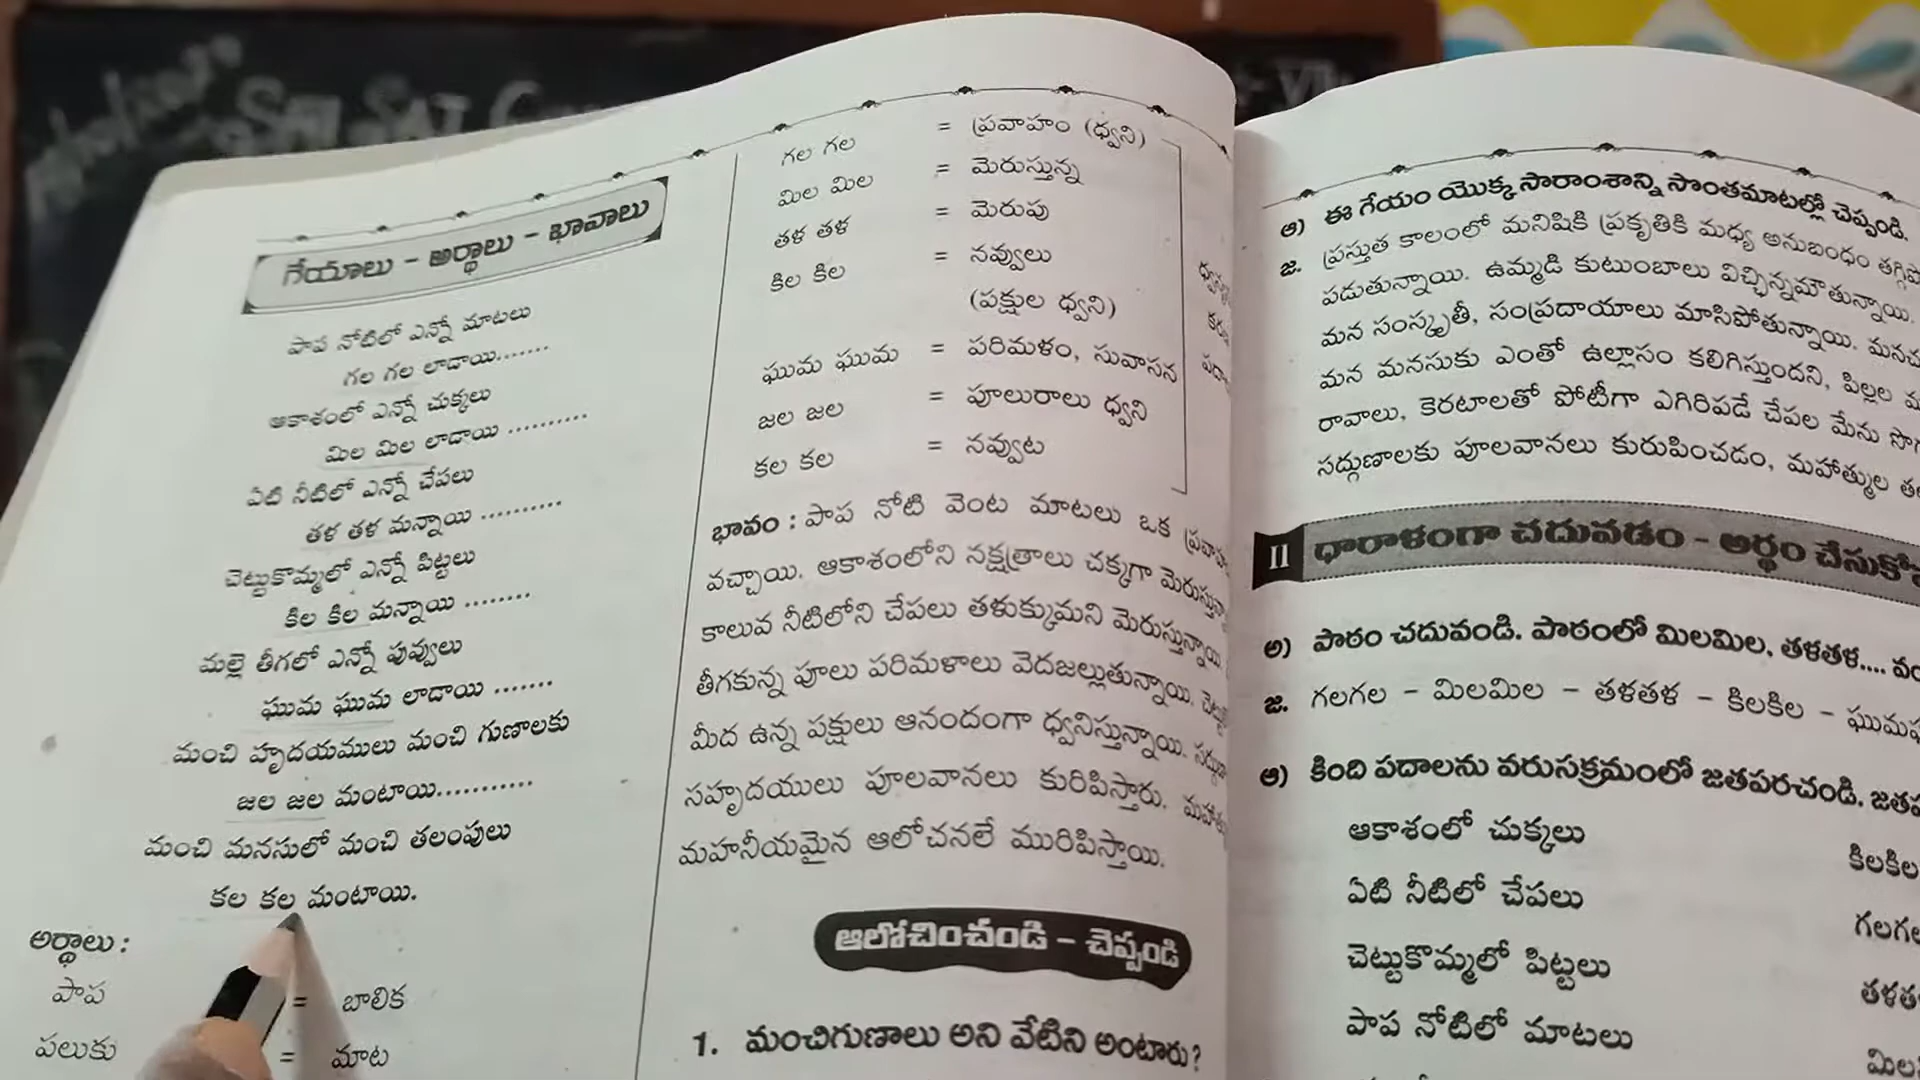 గేయాలు - అర్థాలు - భావాలు
పాప నోటిలో ఎన్నో మాటలు
గల గల లాడాయి.......
ఆకాశంలో ఎన్నో చుక్కలు
మిల మిల లాడాయి ..........
ఏటి నీటిలో ఎన్నో చేపలు
తళ తళ మన్నాయి ..........
చెట్టుకొమ్మలో ఎన్నో పిట్టలు
కిల కిల మన్నాయి ........
మల్లె తీగలో ఎన్నో పువ్వులు
ఘుమ ఘుమ లాడాయి .......
మంచి హృదయములు మంచి గుణాలకు
జల జల మంటాయి...........
మంచి మనసులో మంచి తలంపులు
కల కల మంటాయి.
అర్థాలు :
పాప = బాలిక
పలుకు = మాట
గల గల = ప్రవాహం (ధ్వని)
మిల మిల = మెరుస్తున్న
తళ తళ = మెరుపు
కిల కిల = నవ్వులు
(పక్షుల ధ్వని)
ఘుమ ఘుమ = పరిమళం, సువాసన
జల జల = పూలురాలు ధ్వని
కల కల = నవ్వుట
భావం : పాప నోటి వెంట మాటలు ఒక
వచ్చాయి. ఆకాశంలోని నక్షత్రాలు చక్కగా
కాలువ నీటిలోని చేపలు తళుక్కుమని మెరుస్తున్నాయి.
తీగకున్న పూలు పరిమళాలు వెదజల్లుతున్నాయి.
మీద ఉన్న పక్షులు ఆనందంగా ధ్వనిస్తున్నాయి.
సహృదయులు పూలవానలు కురిపిస్తారు.
మహనీయమైన ఆలోచనలే మురిపిస్తాయి.
ఆలోచించండి - చెప్పండి
1. మంచిగుణాలు అని వేటిని అంటారు?
ఆ) ఈ గేయం యొక్క సారాంశాన్ని సొంతమాటల్లో చెప్పండి.
జ. ప్రస్తుత కాలంలో మనిషికి ప్రకృతికి మధ్య అనుబంధం
పడుతున్నాయి. ఉమ్మడి కుటుంబాలు విచ్ఛిన్నమౌతున్నాయి.
మన సంస్కృతీ, సంప్రదాయాలు మాసిపోతున్నాయి.
మన మనసుకు ఎంతో ఉల్లాసం కలిగిస్తుందని, పిల్లల
రావాలు, కెరటాలతో పోటీగా ఎగిరిపడే చేపల మేను
సద్గుణాలకు పూలవానలు కురుపించడం, మహాత్ముల
II ధారాళంగా చదువడం - అర్థం
అ) పాఠం చదువండి. పాఠంలో మిలమిల, తళతళ....
జ. గలగల - మిలమిల - తళతళ - కిలకిల -
ఆ) కింది పదాలను వరుసక్రమంలో జతపరచండి.
ఆకాశంలో చుక్కలు కిలకిల
ఏటి నీటిలో చేపలు
చెట్టుకొమ్మలో పిట్టలు
పాప నోటిలో మాటలు